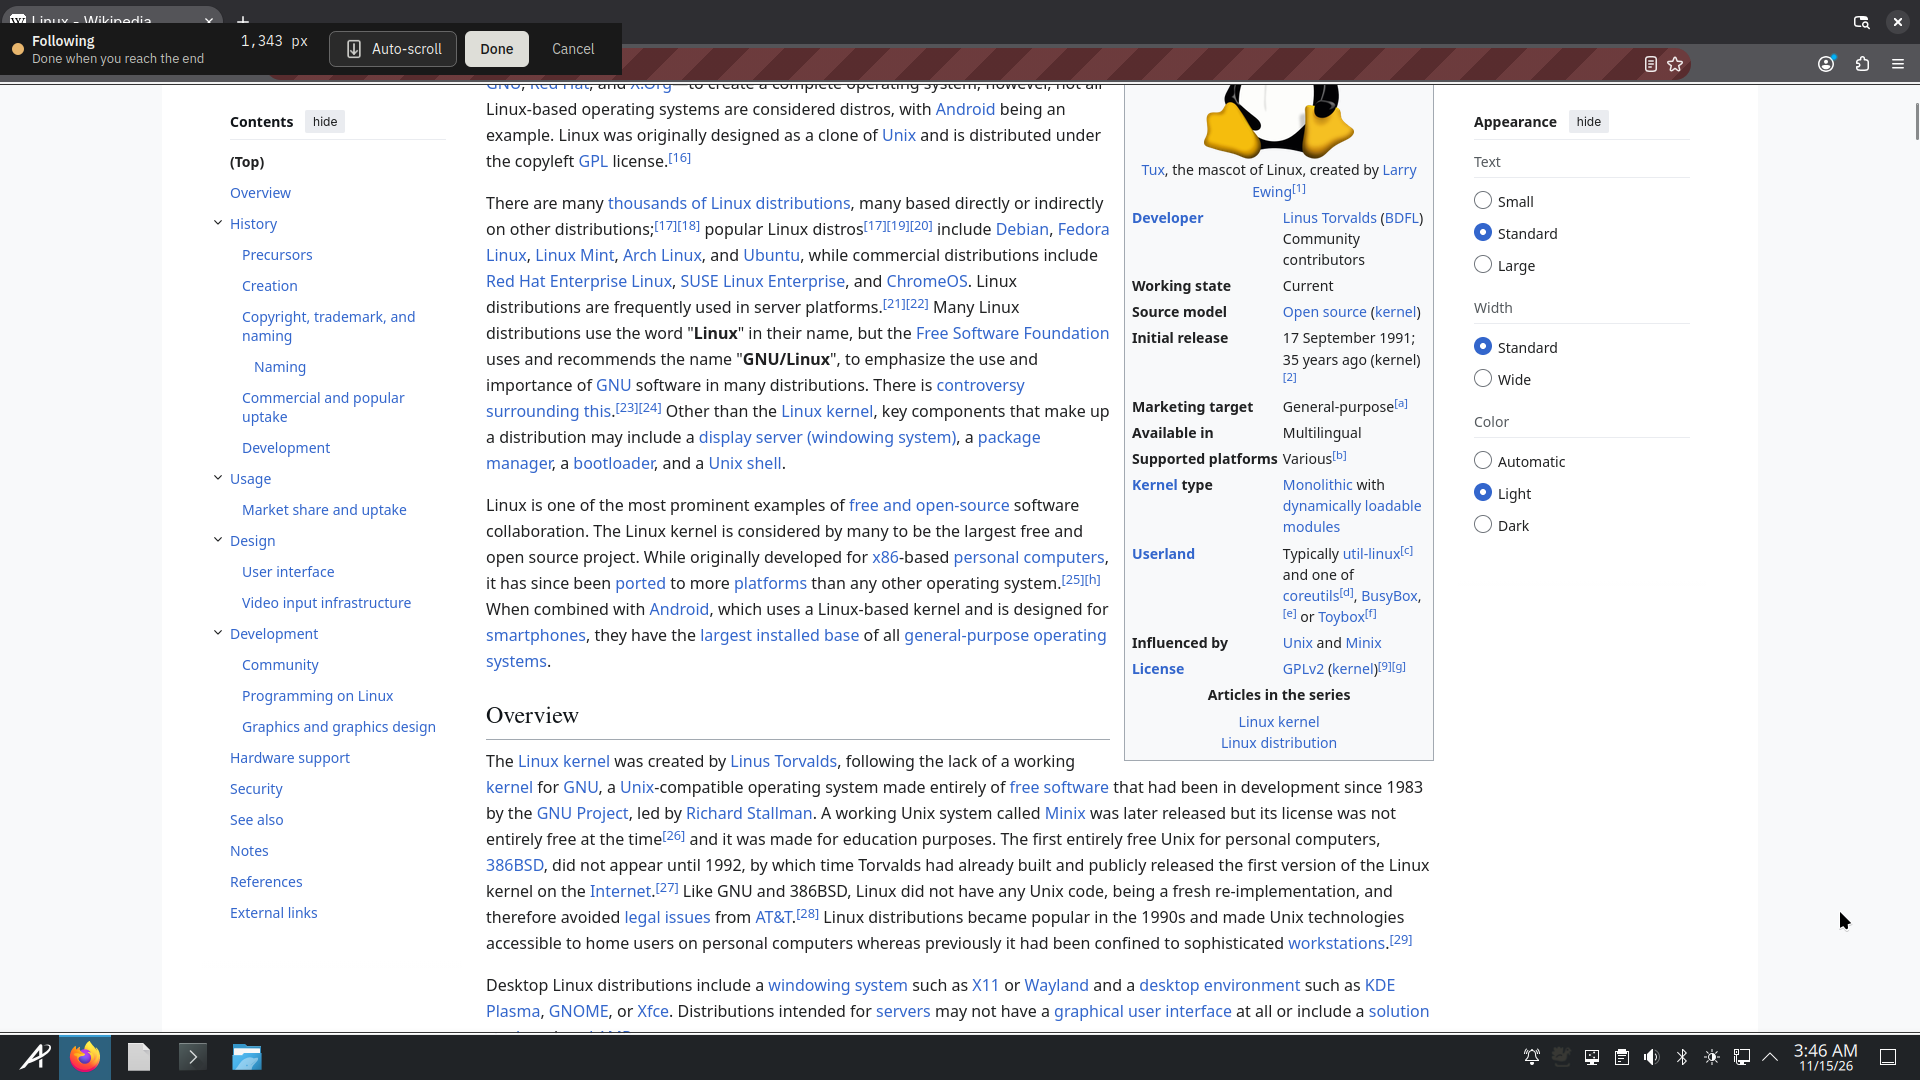 Linux - Wikipedia
Following
Done when you reach the end
1,343 px
Auto-scroll
Done
Cancel
Contents
hide
(Top)
Overview
History
Precursors
Creation
Copyright, trademark, and
naming
Naming
Commercial and popular
uptake
Development
Usage
Market share and uptake
Design
User interface
Video input infrastructure
Development
Community
Programming on Linux
Graphics and graphics design
Hardware support
Security
See also
Notes
References
External links
GNU, Red Hat, and X.Org—to create a complete operating system; however, not all
Linux-based operating systems are considered distros, with Android being an
example. Linux was originally designed as a clone of Unix and is distributed under
the copyleft GPL license.[16]
There are many thousands of Linux distributions, many based directly or indirectly
on other distributions;[17][18] popular Linux distros[17][19][20] include Debian, Fedora
Linux, Linux Mint, Arch Linux, and Ubuntu, while commercial distributions include
Red Hat Enterprise Linux, SUSE Linux Enterprise, and ChromeOS. Linux
distributions are frequently used in server platforms.[21][22] Many Linux
distributions use the word "Linux" in their name, but the Free Software Foundation
uses and recommends the name "GNU/Linux", to emphasize the use and
importance of GNU software in many distributions. There is controversy
surrounding this.[23][24] Other than the Linux kernel, key components that make up
a distribution may include a display server (windowing system), a package
manager, a bootloader, and a Unix shell.
Linux is one of the most prominent examples of free and open-source software
collaboration. The Linux kernel is considered by many to be the largest free and
open source project. While originally developed for x86-based personal computers,
it has since been ported to more platforms than any other operating system.[25][h]
When combined with Android, which uses a Linux-based kernel and is designed for
smartphones, they have the largest installed base of all general-purpose operating
systems.
Overview
The Linux kernel was created by Linus Torvalds, following the lack of a working
kernel for GNU, a Unix-compatible operating system made entirely of free software that had been in development since 1983
by the GNU Project, led by Richard Stallman. A working Unix system called Minix was later released but its license was not
entirely free at the time[26] and it was made for education purposes. The first entirely free Unix for personal computers,
386BSD, did not appear until 1992, by which time Torvalds had already built and publicly released the first version of the Linux
kernel on the Internet.[27] Like GNU and 386BSD, Linux did not have any Unix code, being a fresh re-implementation, and
therefore avoided legal issues from AT&T.[28] Linux distributions became popular in the 1990s and made Unix technologies
accessible to home users on personal computers whereas previously it had been confined to sophisticated workstations.[29]
Desktop Linux distributions include a windowing system such as X11 or Wayland and a desktop environment such as KDE
Plasma, GNOME, or Xfce. Distributions intended for servers may not have a graphical user interface at all or include a solution
Tux, the mascot of Linux, created by Larry
Ewing[1]
Developer Linus Torvalds (BDFL)
Community
contributors
Working state Current
Source model Open source (kernel)
Initial release 17 September 1991;
35 years ago (kernel)
[2]
Marketing target General-purpose[a]
Available in Multilingual
Supported platforms Various[b]
Kernel type Monolithic with
dynamically loadable
modules
Userland Typically util-linux[c]
and one of
coreutils[d], BusyBox,
[e] or Toybox[f]
Influenced by Unix and Minix
License GPLv2 (kernel)[9][g]
Articles in the series
Linux kernel
Linux distribution
Appearance
hide
Text
Small
Standard
Large
Width
Standard
Wide
Color
Automatic
Light
Dark
3:46 AM
11/15/26